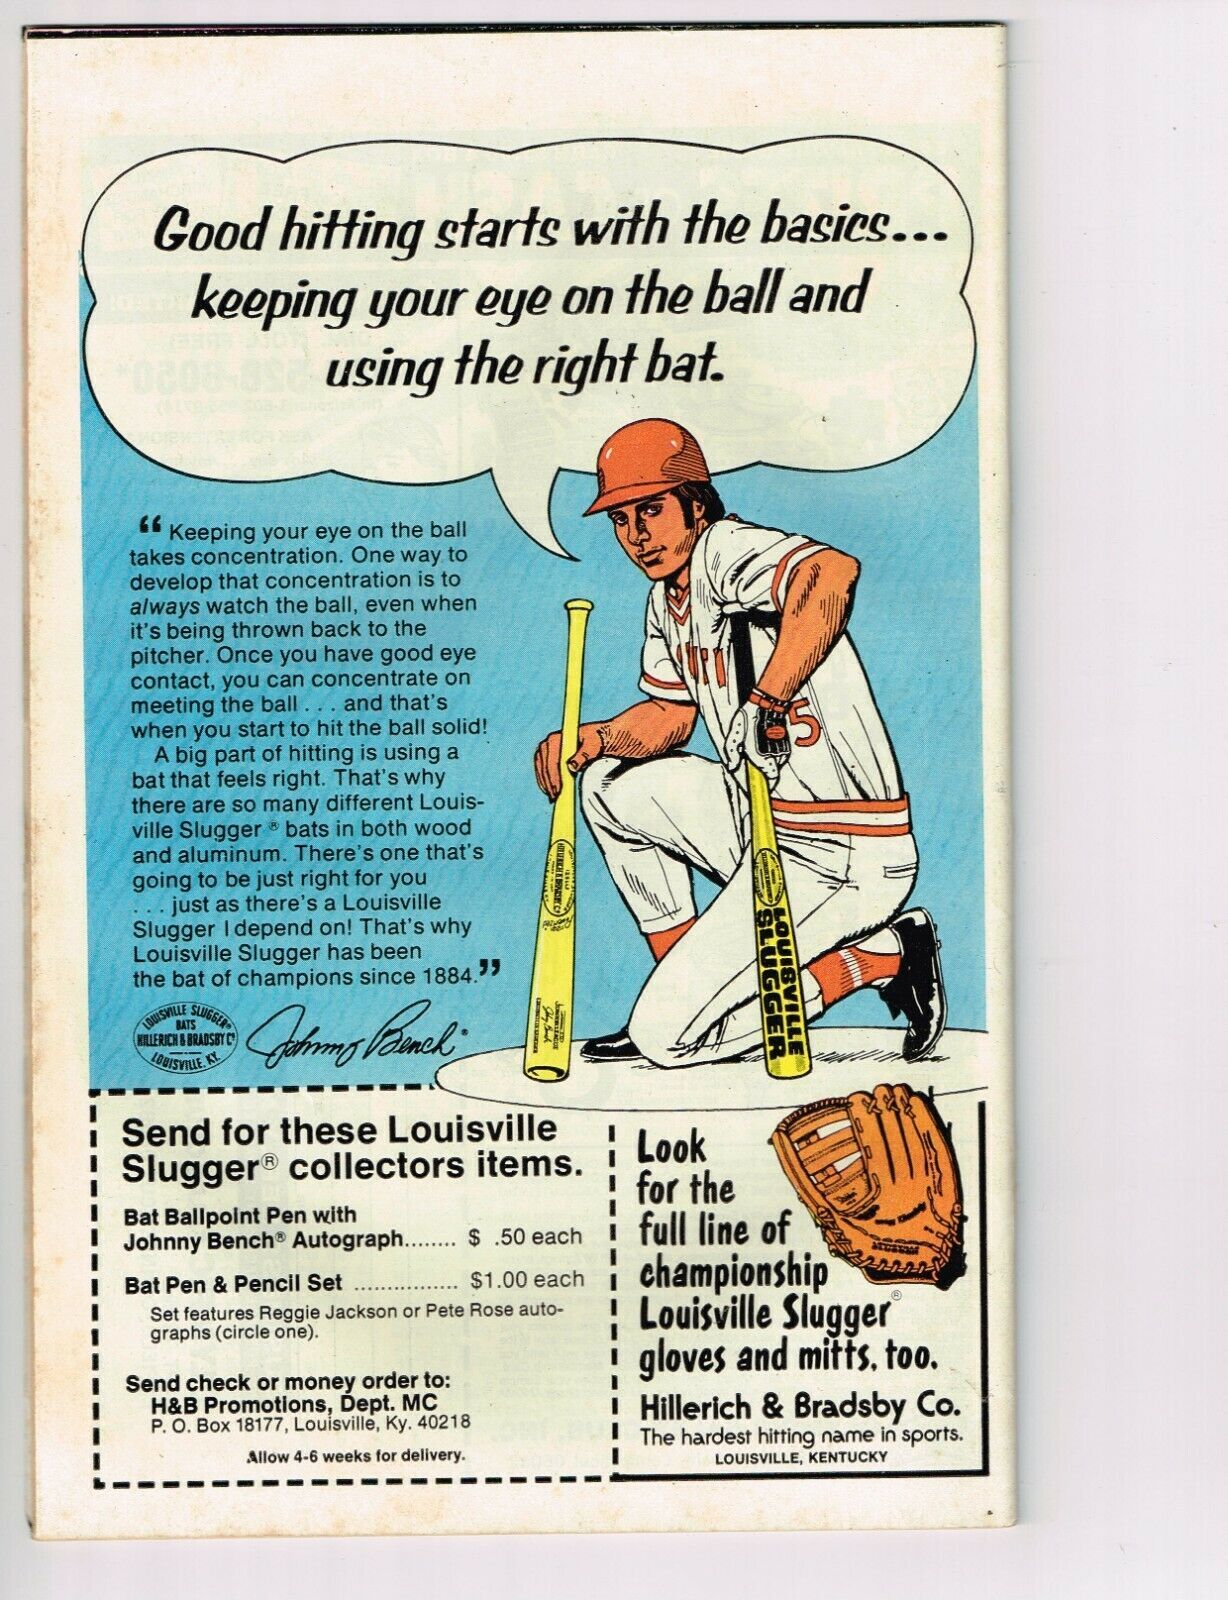 Good hitting starts with the basics...
keeping your eye on the ball and
using the right bat.
“ Keeping your eye on the ball
takes concentration. One way to
develop that concentration is to
always watch the ball, even when
it's being thrown back to the
pitcher. Once you have good eye
contact, you can concentrate on
meeting the ball . . . and that's
when you start to hit the ball solid!
A big part of hitting is using a
bat that feels right. That's why
there are so many different Louis-
ville Slugger ® bats in both wood
and aluminum. There's one that's
going to be just right for you
. . . just as there's a Louisville
Slugger I depend on! That's why
Louisville Slugger has been
the bat of champions since 1884.”
LOUISVILLE SLUGGER®
BATS
HILLERICH & BRADSBY Co
LOUISVILLE. KY.
Johnny Bench®
5
LOUISVILLE
SLUGGER
Send for these Louisville
Slugger® collectors items.
Bat Ballpoint Pen with
Johnny Bench® Autograph........ $ .50 each
Bat Pen & Pencil Set ................ $1.00 each
Set features Reggie Jackson or Pete Rose auto-
graphs (circle one).
Send check or money order to:
H&B Promotions, Dept. MC
P. O. Box 18177, Louisville, Ky. 40218
Allow 4-6 weeks for delivery.
Look
for the
full line of
championship
Louisville Slugger®
gloves and mitts, too.
Hillerich & Bradsby Co.
The hardest hitting name in sports.
LOUISVILLE, KENTUCKY